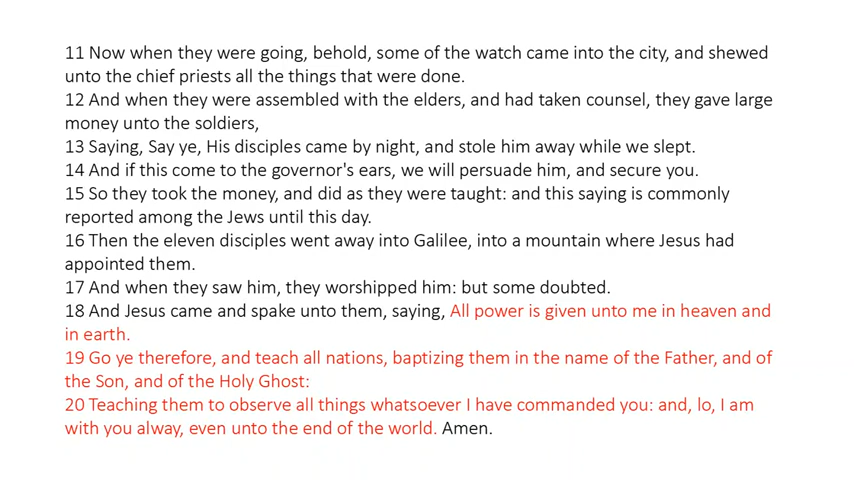 11 Now when they were going, behold, some of the watch came into the city, and shewed
unto the chief priests all the things that were done.
12 And when they were assembled with the elders, and had taken counsel, they gave large
money unto the soldiers,
13 Saying, Say ye, His disciples came by night, and stole him away while we slept.
14 And if this come to the governor's ears, we will persuade him, and secure you.
15 So they took the money, and did as they were taught: and this saying is commonly
reported among the Jews until this day.
16 Then the eleven disciples went away into Galilee, into a mountain where Jesus had
appointed them.
17 And when they saw him, they worshipped him: but some doubted.
18 And Jesus came and spake unto them, saying, All power is given unto me in heaven and
in earth.
19 Go ye therefore, and teach all nations, baptizing them in the name of the Father, and of
the Son, and of the Holy Ghost:
20 Teaching them to observe all things whatsoever I have commanded you: and, lo, I am
with you alway, even unto the end of the world. Amen.